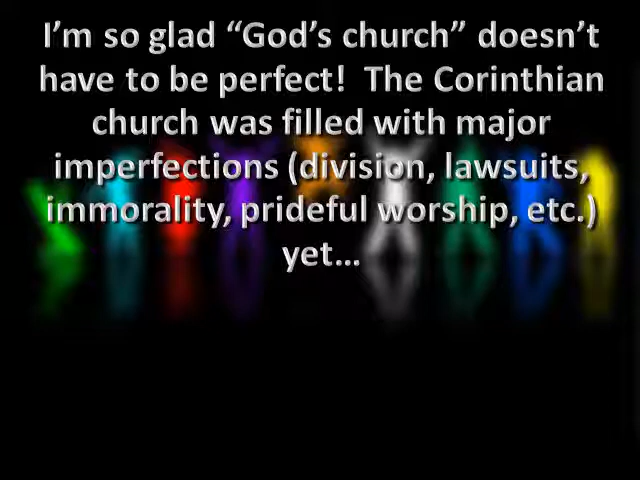 I’m so glad “God’s church” doesn’t
have to be perfect!  The Corinthian
church was filled with major
imperfections (division, lawsuits,
immorality, prideful worship, etc.)
yet…